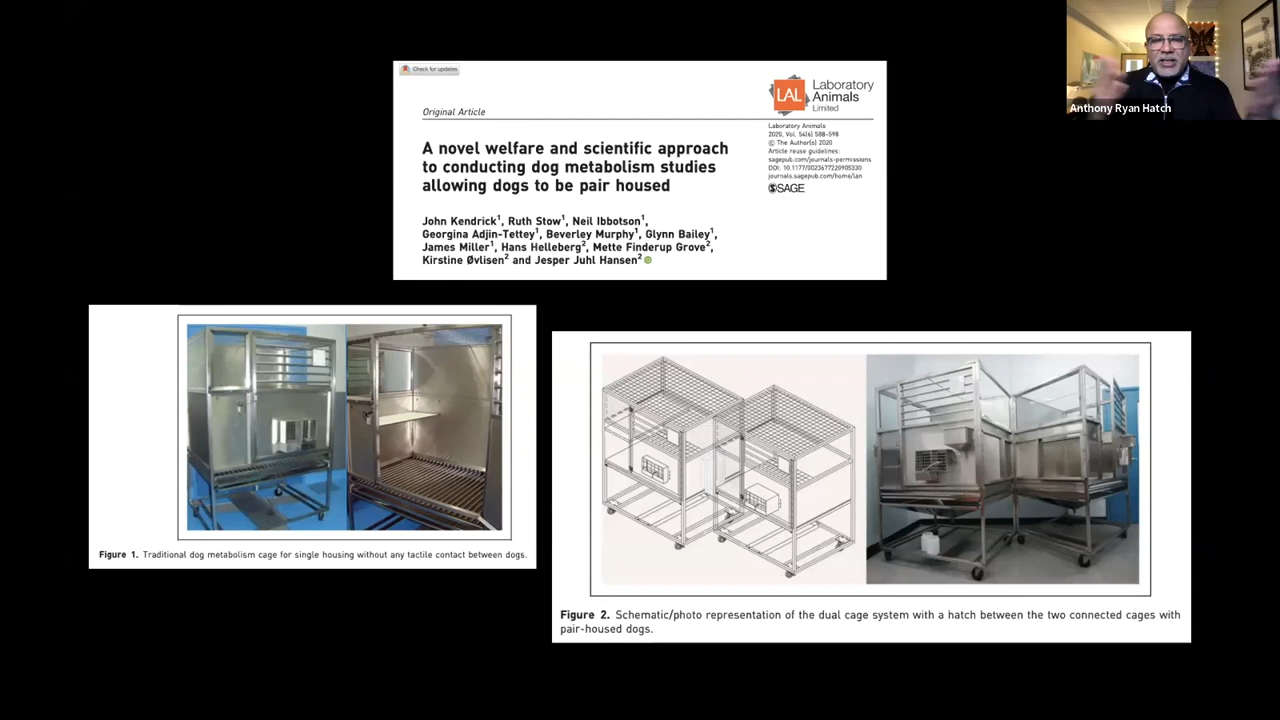 Check for updates
LAL
Laboratory
Animals
Limited
Original Article
Laboratory Animals
2020, Vol. 54(6) 588–598
© The Author(s) 2020
Article reuse guidelines:
sagepub.com/journals-permissions
DOI: 10.1177/0023677220905330
journals.sagepub.com/home/lan
SAGE
A novel welfare and scientific approach
to conducting dog metabolism studies
allowing dogs to be pair housed
John Kendrick1, Ruth Stow1, Neil Ibbotson1,
Georgina Adjin-Tettey1, Beverley Murphy1, Glynn Bailey1,
James Miller1, Hans Helleberg2, Mette Finderup Grove2,
Kirstine Øvlisen2 and Jesper Juhl Hansen2
Anthony Ryan Hatch
Figure 1. Traditional dog metabolism cage for single housing without any tactile contact between dogs.
Figure 2. Schematic/photo representation of the dual cage system with a hatch between the two connected cages with
pair-housed dogs.